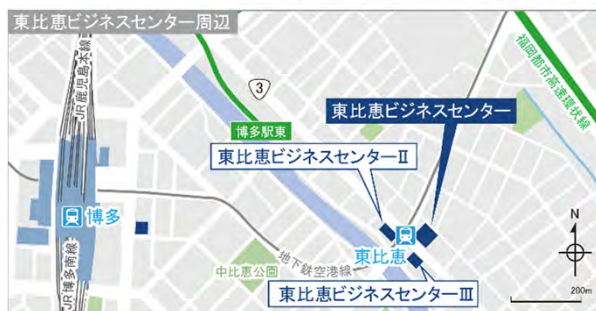 東比恵ビジネスセンター周辺
JR鹿児島本線
福岡都市高速環状線
3
東比恵ビジネスセンター
博多駅東
東比恵ビジネスセンターⅡ
博多
N
東比恵
地下鉄空港線
中比恵公園
JR博多南線
東比恵ビジネスセンターⅢ
200m